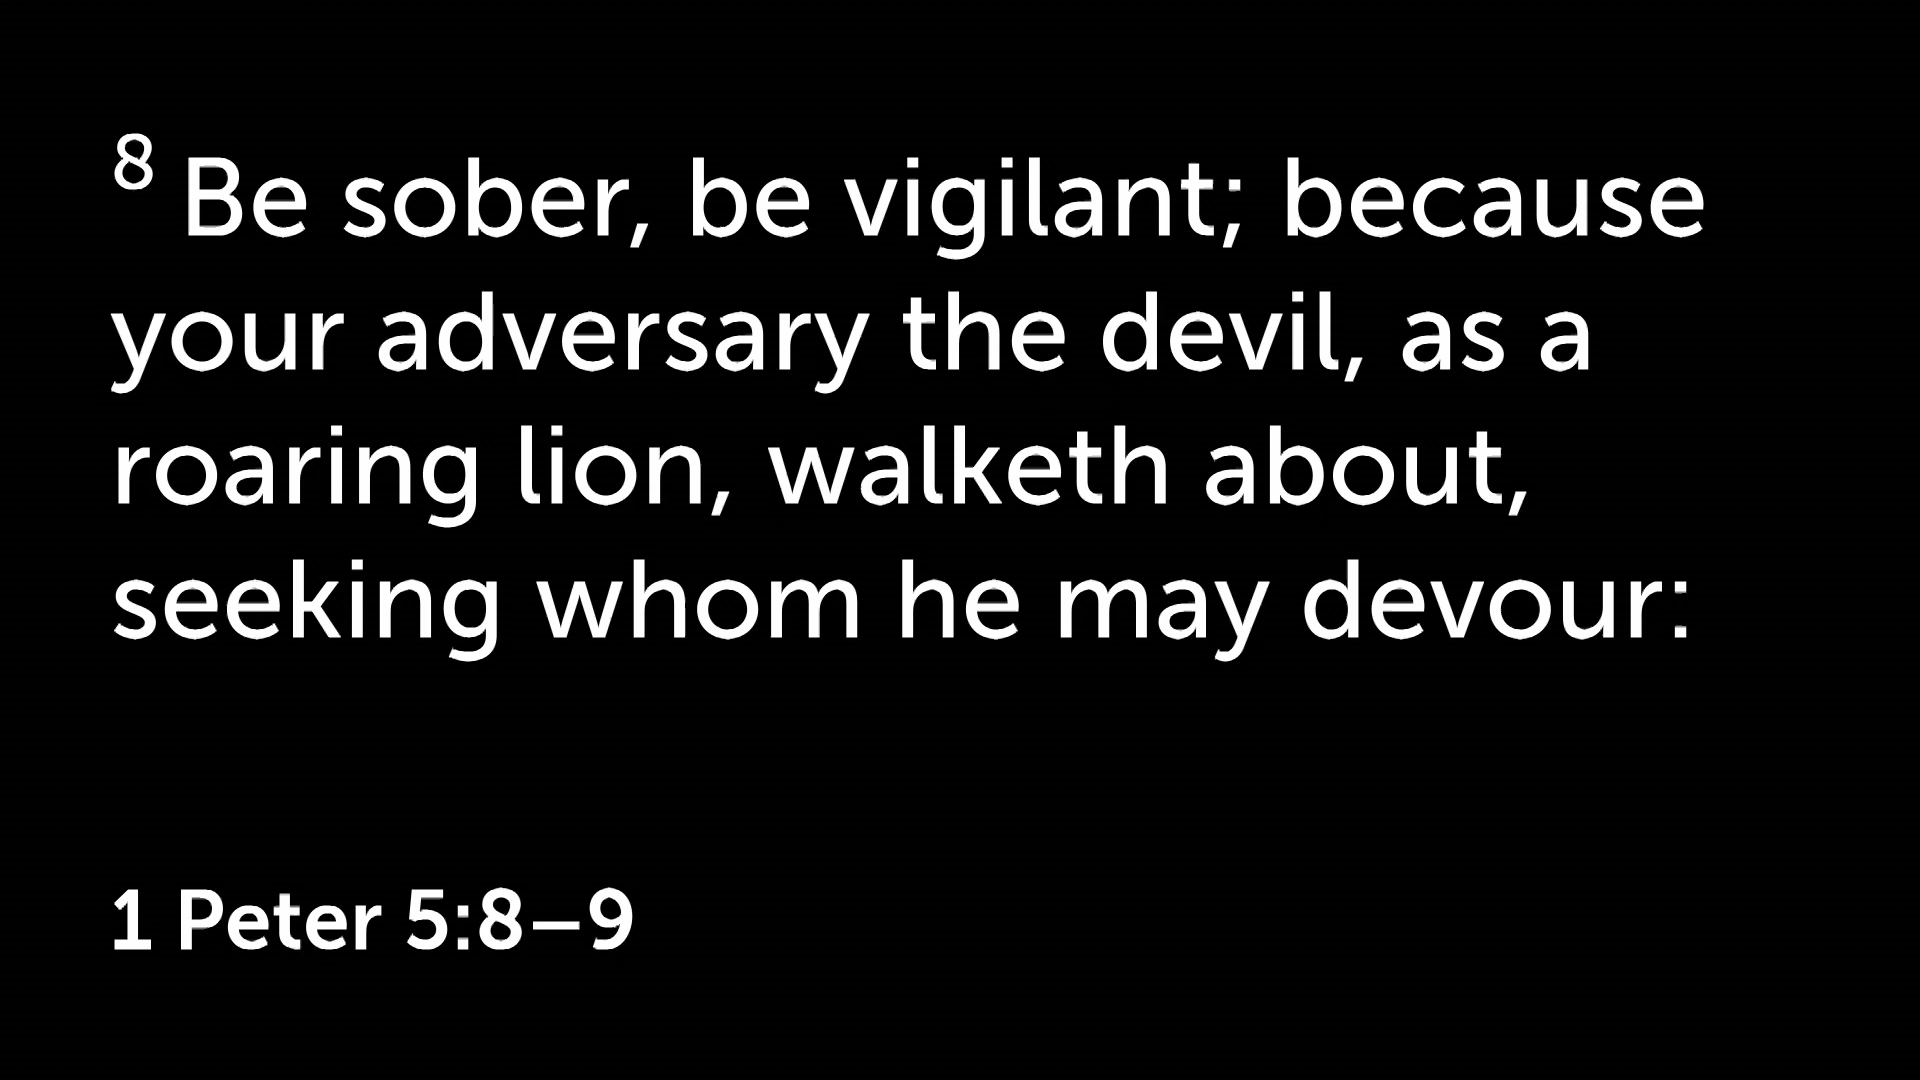 8 Be sober, be vigilant; because
your adversary the devil, as a
roaring lion, walketh about,
seeking whom he may devour:
1 Peter 5:8–9